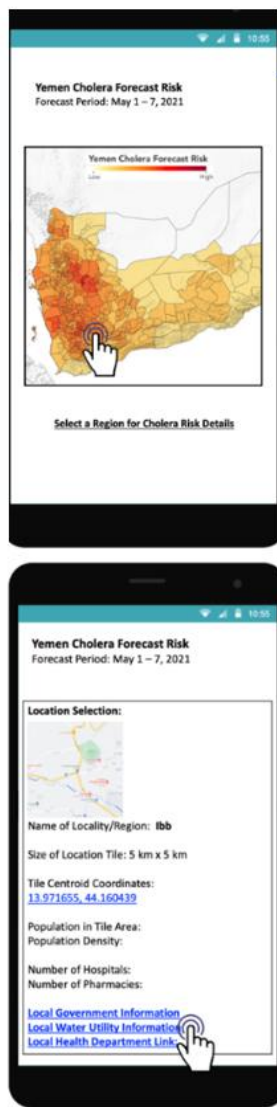 10:55
Yemen Cholera Forecast Risk
Forecast Period: May 1 – 7, 2021
Yemen Cholera Forecast Risk
Low High
Select a Region for Cholera Risk Details
10:55
Yemen Cholera Forecast Risk
Forecast Period: May 1 – 7, 2021
Location Selection:
Name of Locality/Region: Ibb
Size of Location Tile: 5 km x 5 km
Tile Centroid Coordinates:
13.971655, 44.160439
Population in Tile Area:
Population Density:
Number of Hospitals:
Number of Pharmacies:
Local Government Information
Local Water Utility Information
Local Health Department Link: